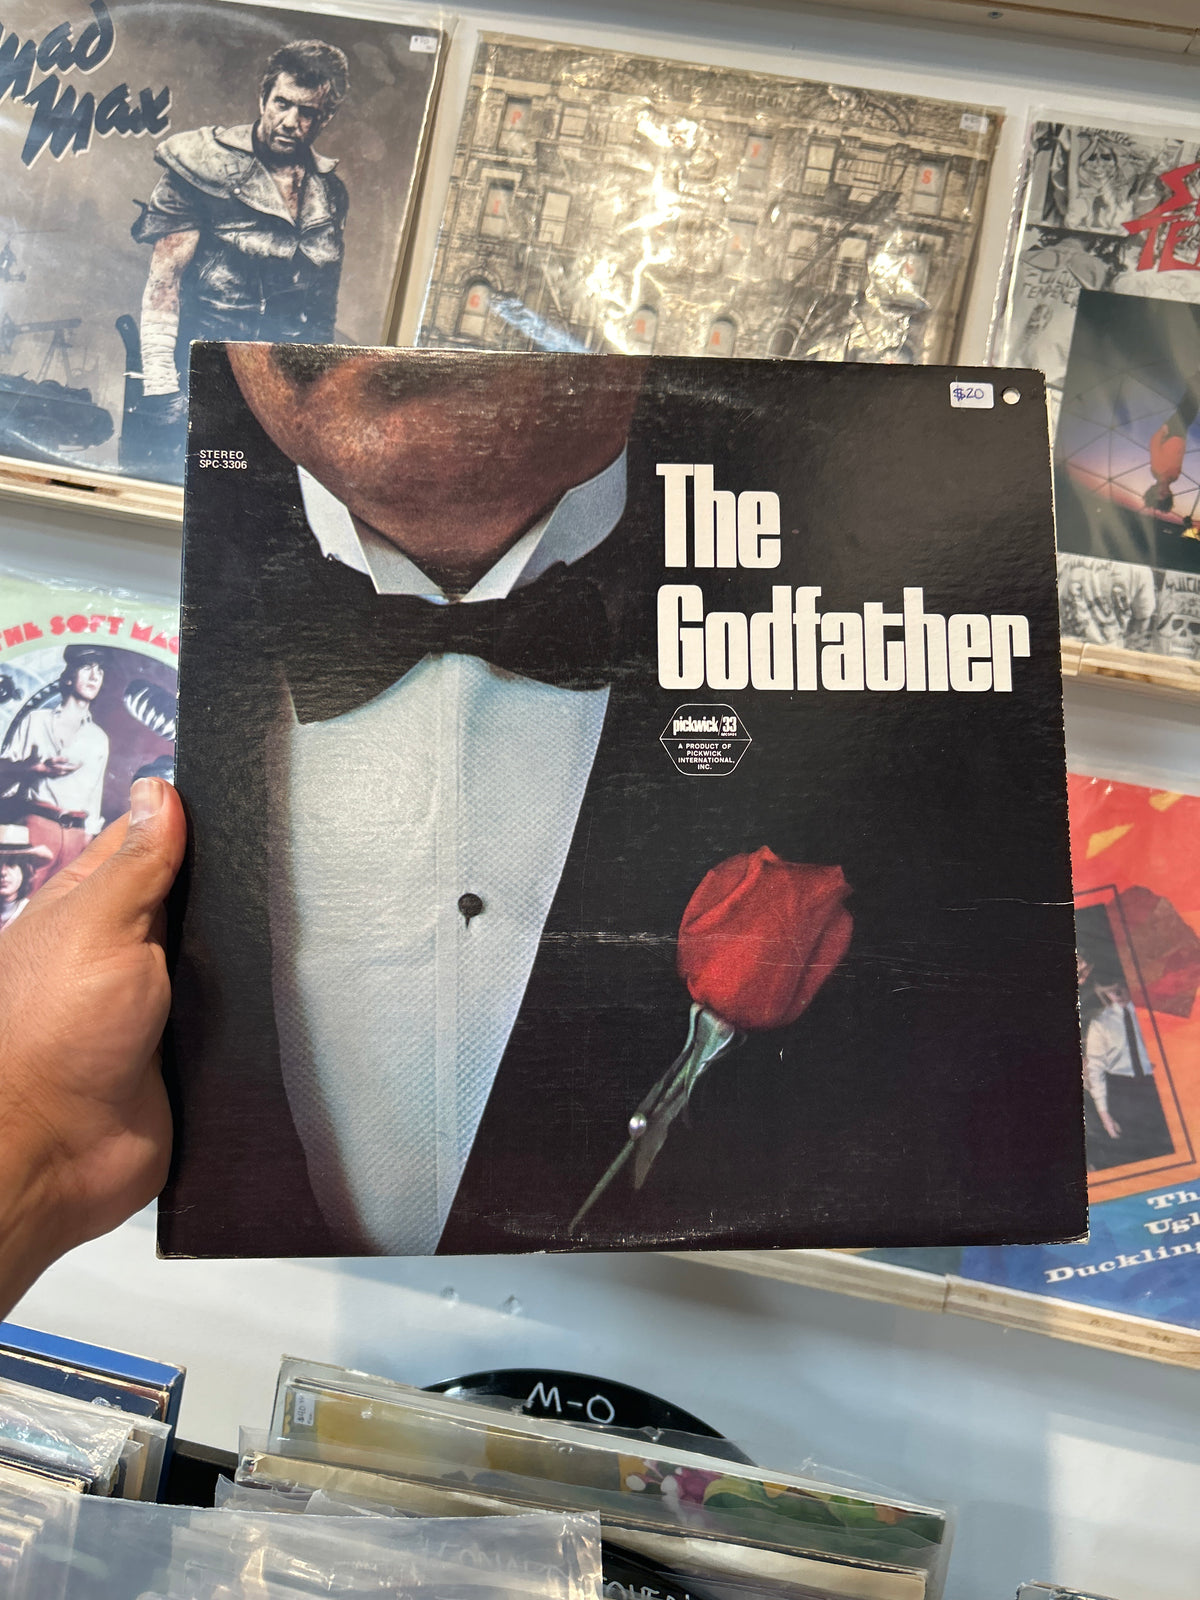 Mad
Max
$20
STEREO
SPC-3306
The
Godfather
pickwick/33
RECORDS
A PRODUCT OF
PICKWICK
INTERNATIONAL,
INC.
THE SOFT MAC
The
Ugl
Duckling
M-O